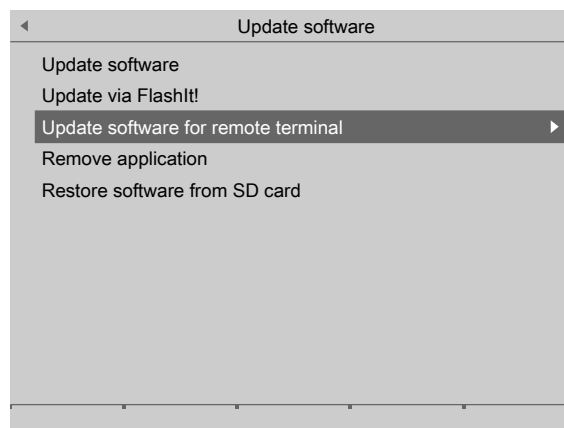 Update software
Update software
Update via FlashIt!
Update software for remote terminal
Remove application
Restore software from SD card